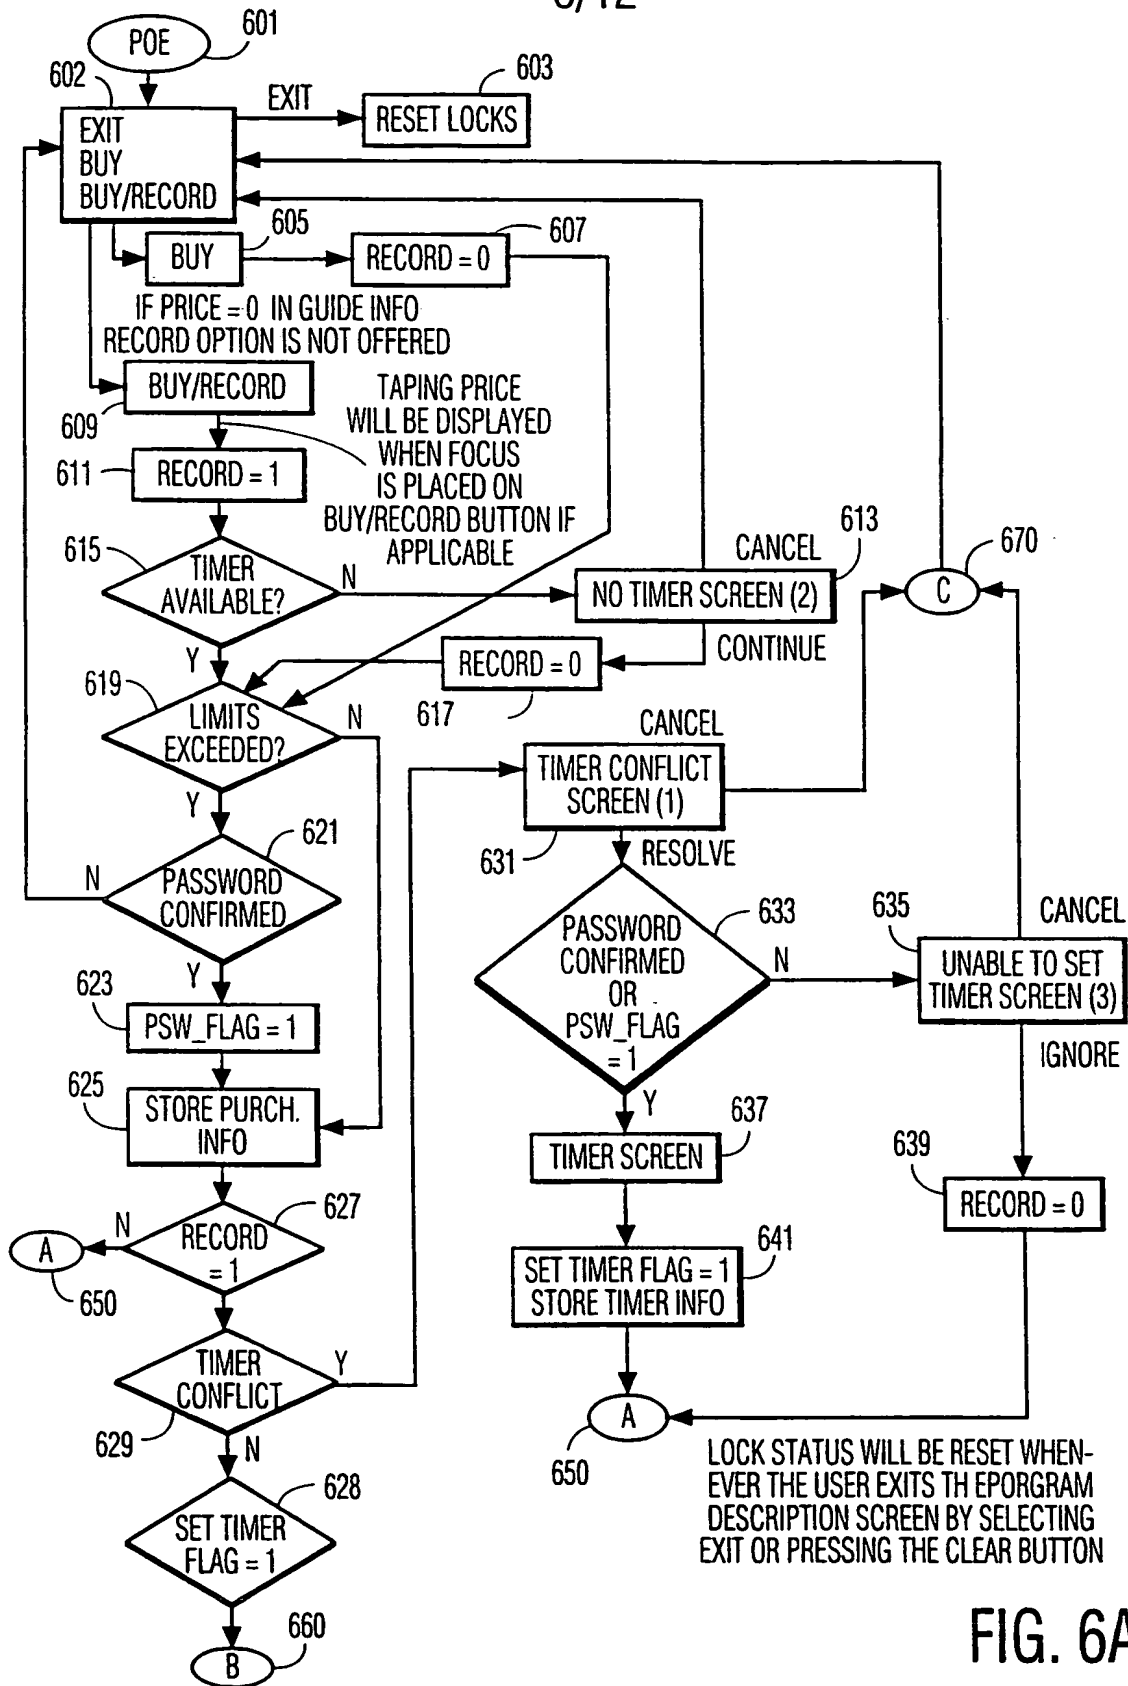 POE
601
602
EXIT
BUY
BUY/RECORD
EXIT
603
RESET LOCKS
605
BUY
607
RECORD = 0
IF PRICE = 0 IN GUIDE INFO
RECORD OPTION IS NOT OFFERED
BUY/RECORD
609
TAPING PRICE
WILL BE DISPLAYED
WHEN FOCUS
IS PLACED ON
BUY/RECORD BUTTON IF
APPLICABLE
611
RECORD = 1
615
TIMER
AVAILABLE?
N
Y
CANCEL
613
NO TIMER SCREEN (2)
CONTINUE
RECORD = 0
617
670
C
619
LIMITS
EXCEEDED?
N
Y
621
PASSWORD
CONFIRMED
N
Y
623
PSW_FLAG = 1
625
STORE PURCH.
INFO
627
RECORD
= 1
N
A
650
TIMER
CONFLICT
Y
629
N
628
SET TIMER
FLAG = 1
660
B
CANCEL
TIMER CONFLICT
SCREEN (1)
631
RESOLVE
633
PASSWORD
CONFIRMED
OR
PSW_FLAG
= 1
N
Y
635
CANCEL
UNABLE TO SET
TIMER SCREEN (3)
IGNORE
637
TIMER SCREEN
639
RECORD = 0
641
SET TIMER FLAG = 1
STORE TIMER INFO
A
650
LOCK STATUS WILL BE RESET WHEN-
EVER THE USER EXITS TH EPORGRAM
DESCRIPTION SCREEN BY SELECTING
EXIT OR PRESSING THE CLEAR BUTTON
FIG. 6A